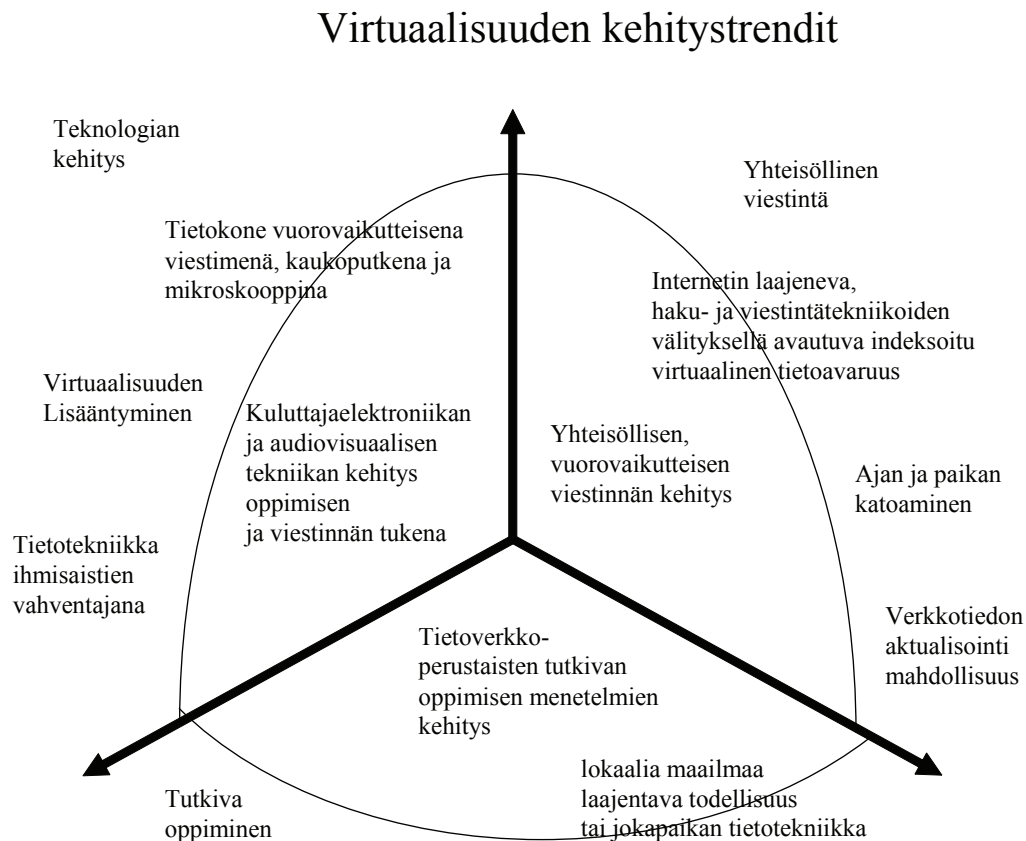 Virtuaalisuuden kehitystrendit
Teknologian
kehitys
Yhteisöllinen
viestintä
Tietokone vuorovaikutteisena
viestimenä, kaukoputkena ja
mikroskooppina
Internetin laajeneva,
haku- ja viestintätekniikoiden
välityksellä avautuva indeksoitu
virtuaalinen tietoavaruus
Virtuaalisuuden
Lisääntyminen
Kuluttajaelektroniikan
ja audiovisuaalisen
tekniikan kehitys
oppimisen
ja viestinnän tukena
Yhteisöllisen,
vuorovaikutteisen
viestinnän kehitys
Ajan ja paikan
katoaminen
Tietotekniikka
ihmisaistien
vahventajana
Verkkotiedon
aktualisointi
mahdollisuus
Tietoverkko-
perustaisten tutkivan
oppimisen menetelmien
kehitys
Tutkiva
oppiminen
lokaalia maailmaa
laajentava todellisuus
tai jokapaikan tietotekniikka